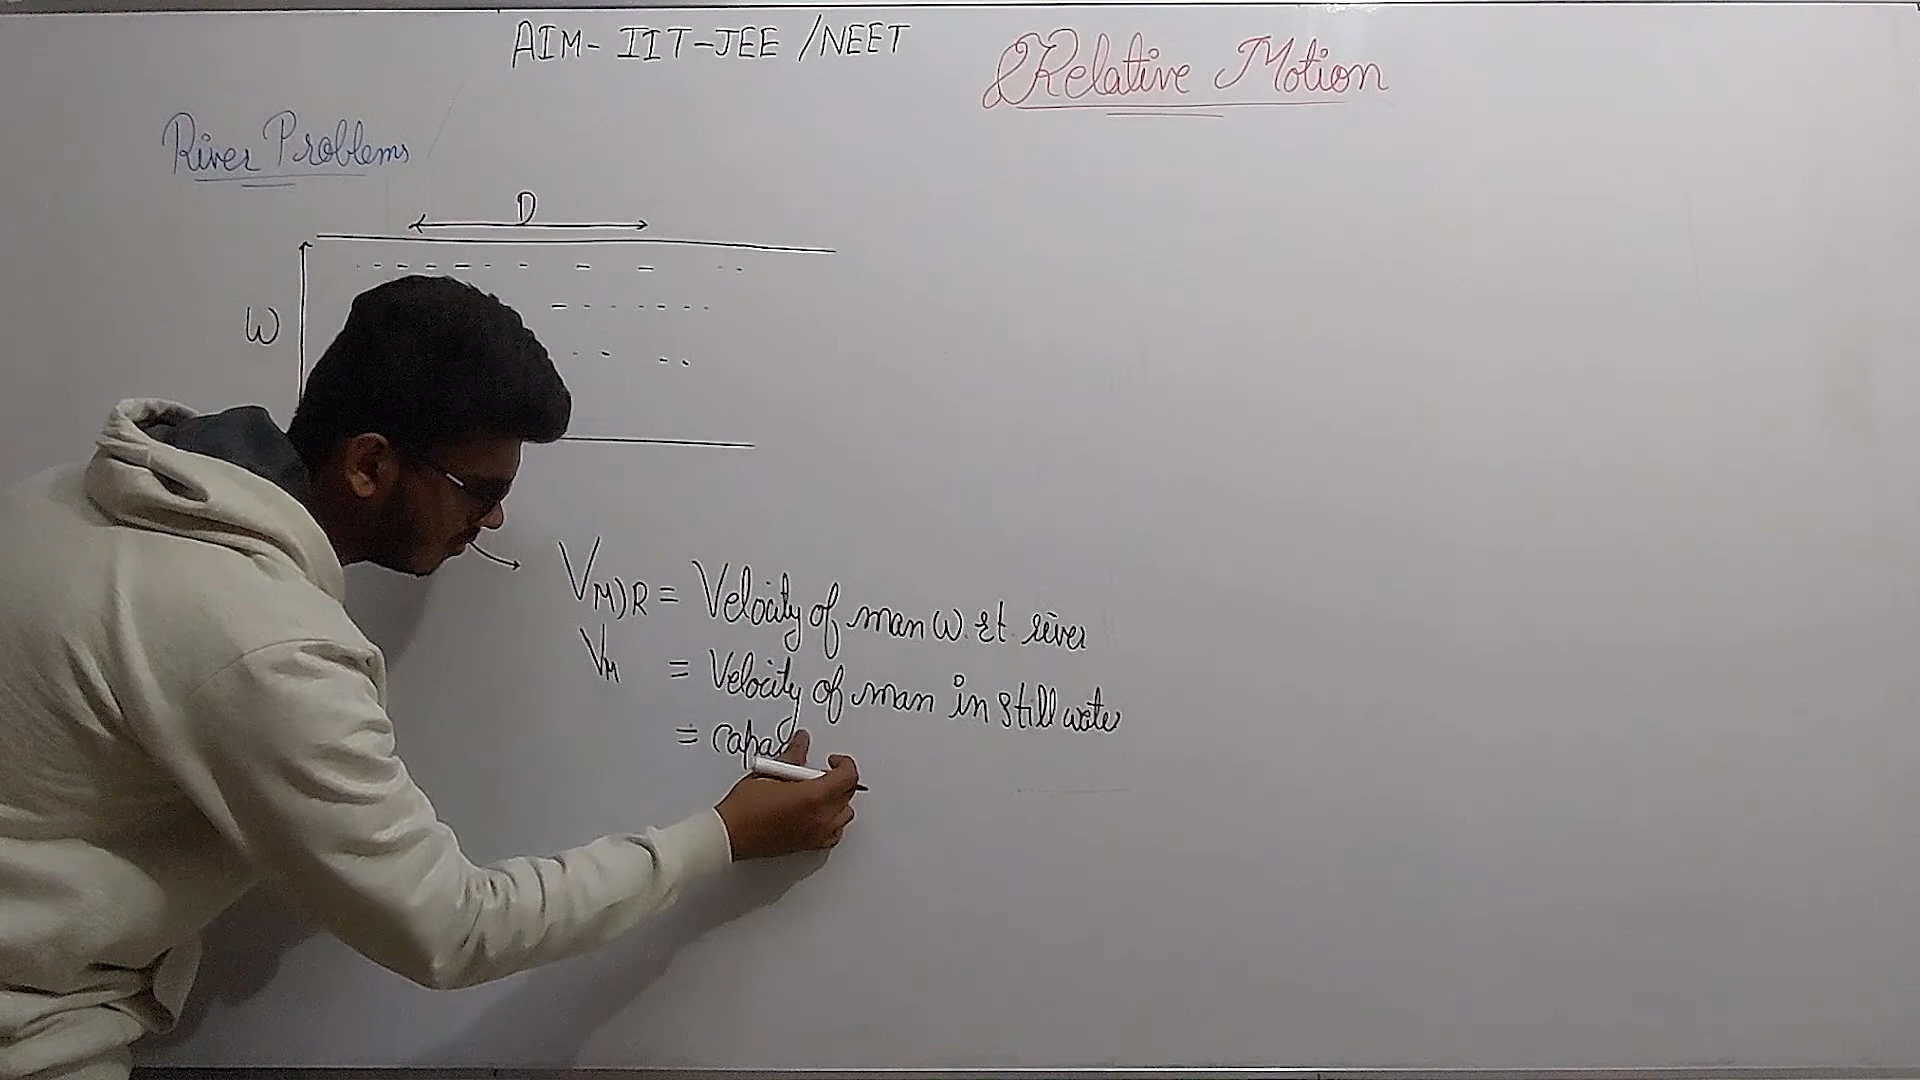 AIM- IIT-JEE /NEET
Relative Motion
River Problems
D
W
VM)R = Velocity of man w.r.t. river
VM = Velocity of man in still water
= capac